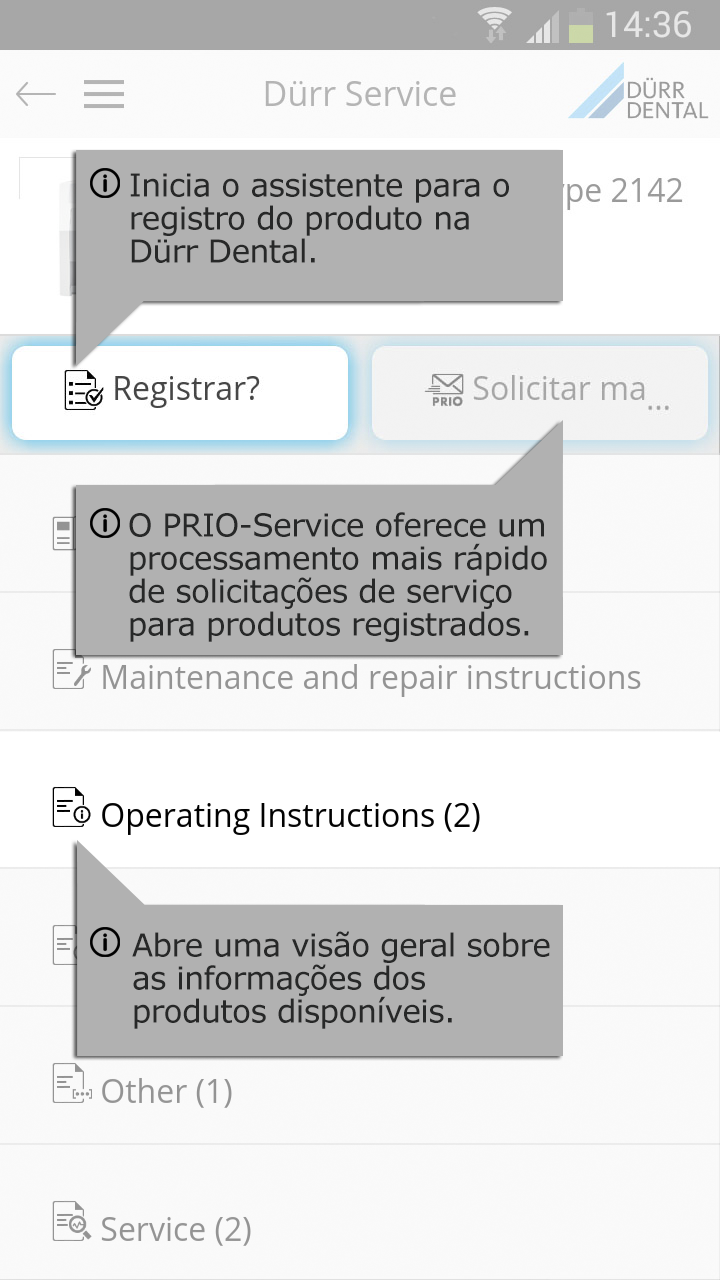 14:36
Dürr Service
DÜRR
DENTAL
ype 2142
Inicia o assistente para o
registro do produto na
Dürr Dental.
Registrar?
PRIO
Solicitar ma...
O PRIO-Service oferece um
processamento mais rápido
de solicitações de serviço
para produtos registrados.
Maintenance and repair instructions
Operating Instructions (2)
Abre uma visão geral sobre
as informações dos
produtos disponíveis.
Other (1)
Service (2)